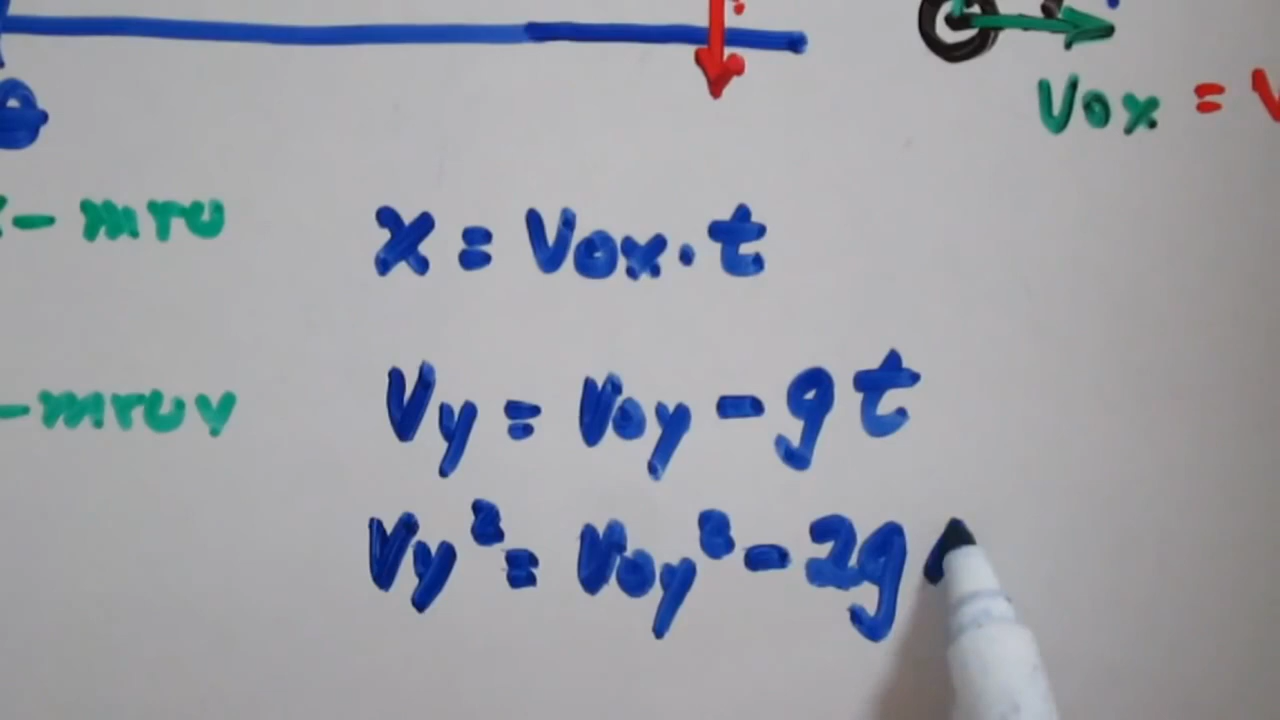 Vox =
- mru
x = Vox . t
- mruv
Vy = Voy - gt
Vy² = Voy² - 2g